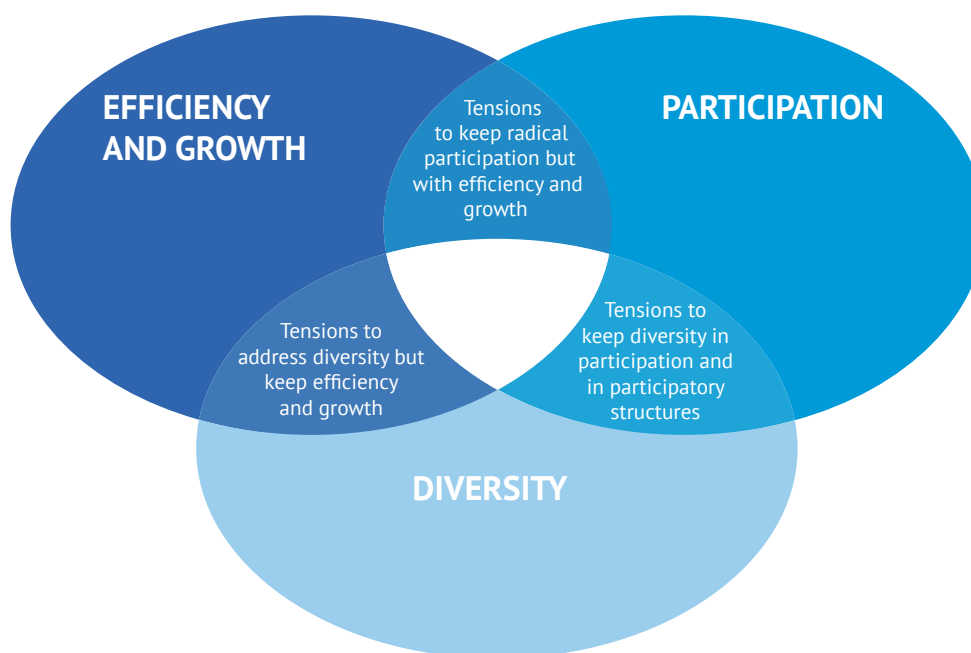 EFFICIENCY
AND GROWTH
Tensions
to keep radical
participation but
with efficiency and
growth
PARTICIPATION
Tensions to
address diversity but
keep efficiency
and growth
Tensions to
keep diversity in
participation and
in participatory
structures
DIVERSITY